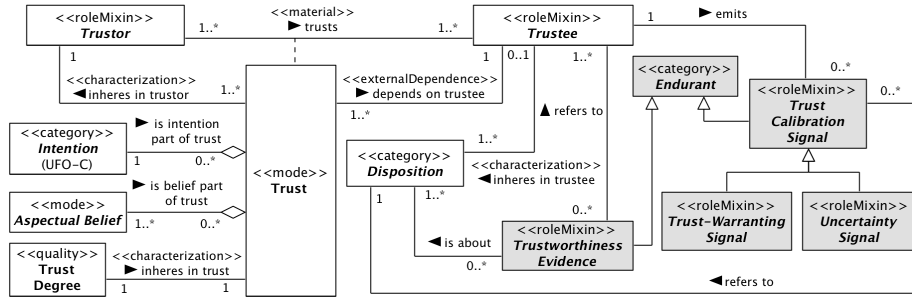 <<roleMixin>>
Trustor
1..*
<<material>>
► trusts
1..*
<<roleMixin>>
Trustee
1
► emits
0..*
1
<<characterization>>
◄ inheres in trustor
1..*
<<externalDependence>>
► depends on trustee
1..*
1
0..1
1..*
▲ refers to
<<category>>
Endurant
<<roleMixin>>
Trust
Calibration
Signal
0..*
<<category>>
Intention
(UFO-C)
► is intention
part of trust
1
0..*
<<mode>>
Trust
<<category>>
Disposition
1..*
<<characterization>>
◄ inheres in trustee
<<mode>>
Aspectual Belief
► is belief part
of trust
1..*
0..*
1
1..*
0..*
<<roleMixin>>
Trustworthiness
Evidence
◄ is about
0..*
<<roleMixin>>
Trust-Warranting
Signal
<<roleMixin>>
Uncertainty
Signal
<<quality>>
Trust
Degree
<<characterization>>
► inheres in trust
1
1
◄ refers to